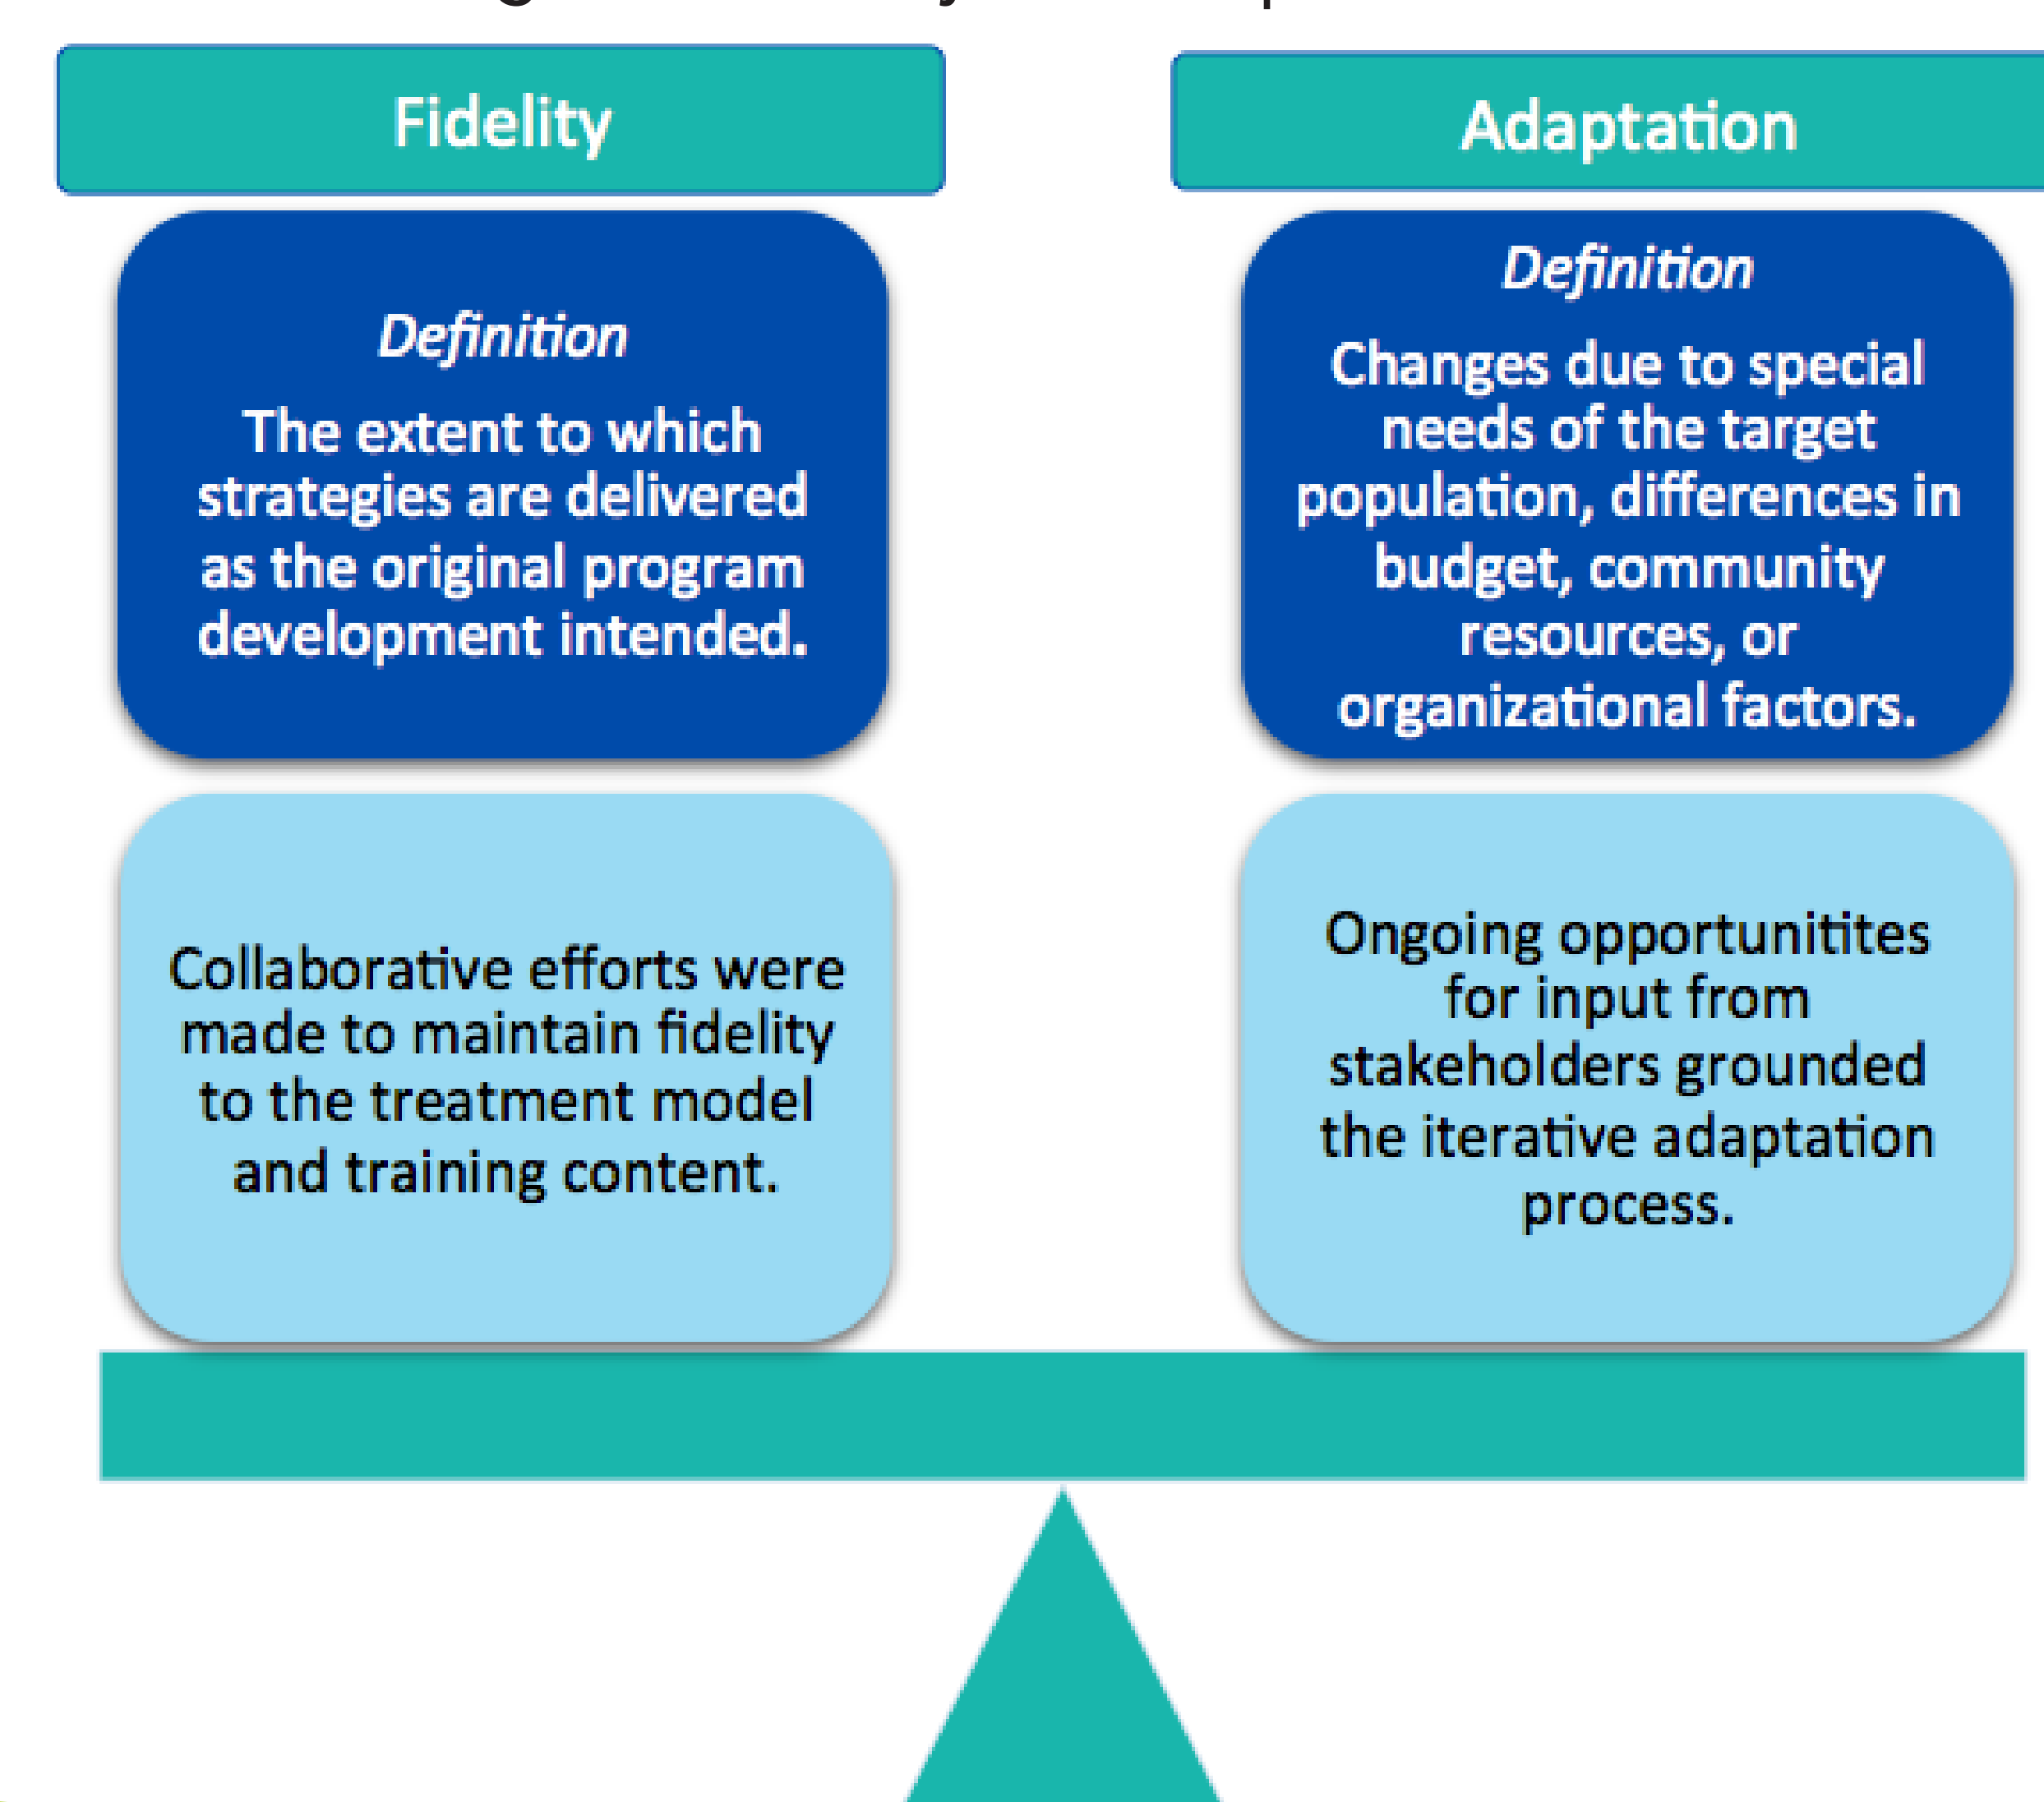 Fidelity
Definition
The extent to which
strategies are delivered
as the original program
development intended.
Collaborative efforts were
made to maintain fidelity
to the treatment model
and training content.
Adaptation
Definition
Changes due to special
needs of the target
population, differences in
budget, community
resources, or
organizational factors.
Ongoing opportunitites
for input from
stakeholders grounded
the iterative adaptation
process.